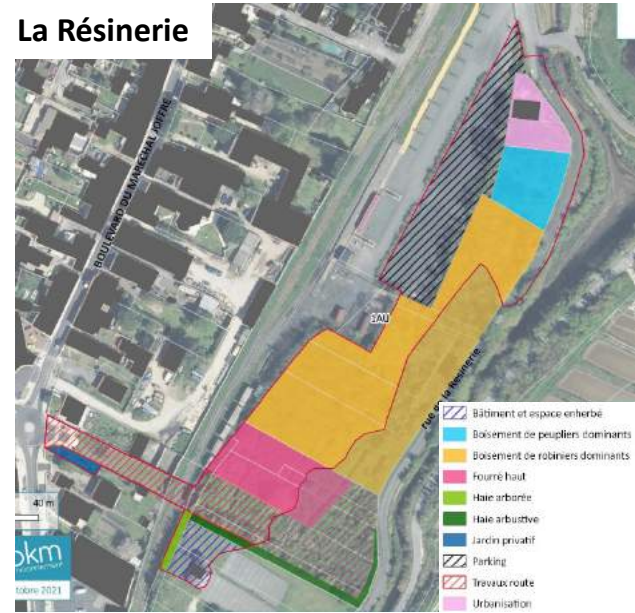 La Résinerie
BOULEVARD DU MARECHAL JOFFRE
1AU
rue de la Résinerie
Bâtiment et espace enherbé
Boisement de peupliers dominants
Boisement de robiniers dominants
Fourré haut
Haie arborée
Haie arbustive
Jardin privatif
Parking
Travaux route
Urbanisation
40 m
okm
tobre 2021